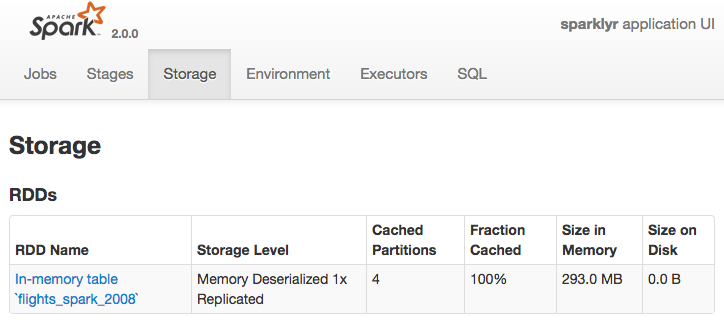 APACHE
Spark 2.0.0
sparklyr application UI
Jobs Stages Storage Environment Executors SQL
Storage
RDDs
RDD Name Storage Level Cached Partitions Fraction Cached Size in Memory Size on Disk
In-memory table `flights_spark_2008` Memory Deserialized 1x Replicated 4 100% 293.0 MB 0.0 B